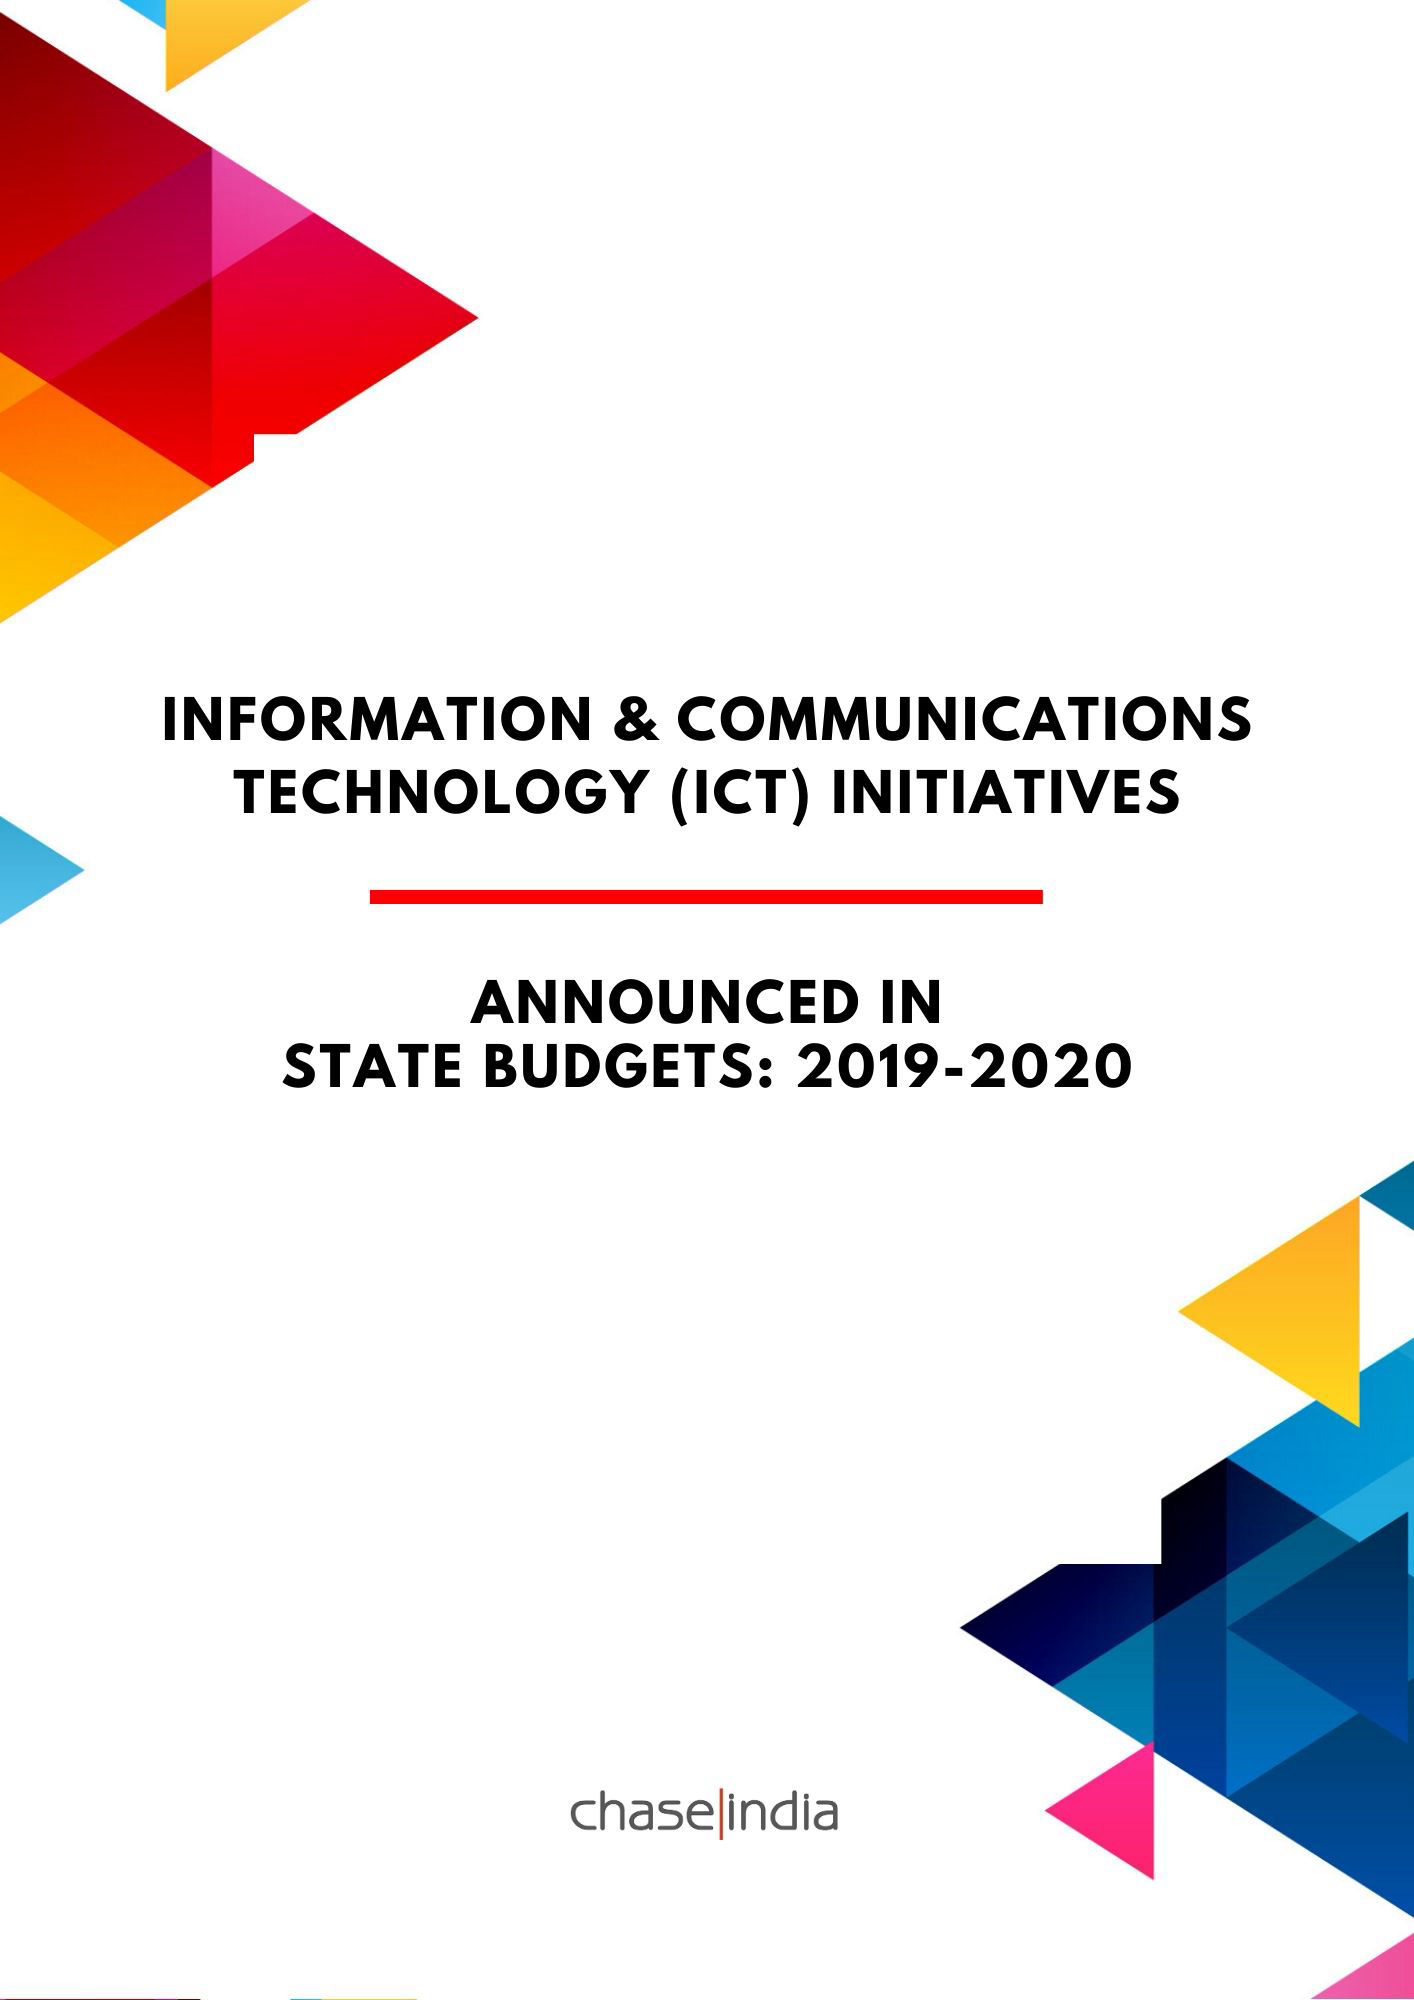 INFORMATION & COMMUNICATIONS
TECHNOLOGY (ICT) INITIATIVES
ANNOUNCED IN
STATE BUDGETS: 2019-2020
chase|india